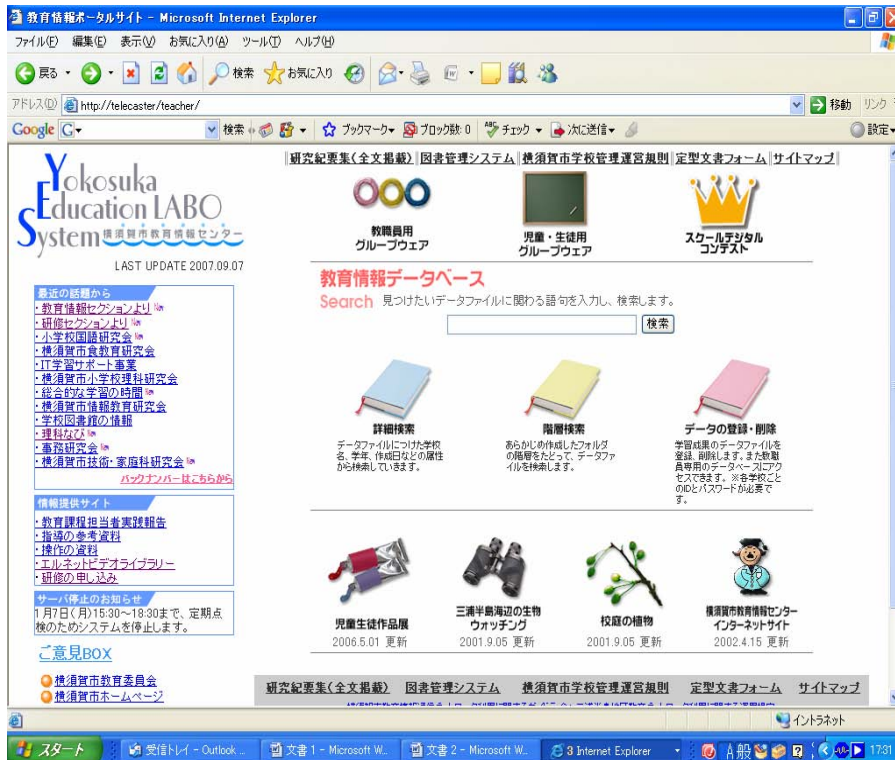 教育情報ポータルサイト - Microsoft Internet Explorer
ファイル(F) 編集(E) 表示(V) お気に入り(A) ツール(T) ヘルプ(H)
戻る 検索 お気に入り
アドレス(D) http://telecaster/teacher/ 移動 リンク
Google G 検索 ブックマーク ブロック数: 0 チェック 次に送信 設定
Yokosuka
Education LABO
System 横須賀市教育情報センター
LAST UPDATE 2007.09.07
最近の話題から
・教育情報セクションより
・研修セクションより
・小学校国語研究会
・横須賀市食教育研究会
・IT学習サポート事業
・横須賀市小学校理科研究会
・総合的な学習の時間
・横須賀市情報教育研究会
・学校図書館の情報
・理科なび
・事務研究会
・横須賀市技術・家庭科研究会
バックナンバーはこちらから
情報提供サイト
・教育課程担当者実践報告
・指導の参考資料
・操作の資料
・エルネットビデオライブラリー
・研修の申し込み
サーバ停止のお知らせ
1月7日(月)15:30～18:30まで、定期点
検のためシステムを停止します。
ご意見BOX
横須賀市教育委員会
横須賀市ホームページ
|研究紀要集(全文掲載)|図書管理システム|横須賀市学校管理運営規則|定型文書フォーム|サイトマップ|
教職員用
グループウェア
児童・生徒用
グループウェア
スクールデジタル
コンテスト
教育情報データベース
Search 見つけたいデータファイルに関わる語句を入力し、検索します。
検索
詳細検索
データファイルにつけた学校
名、学年、作成日などの属性
から検索していきます。
階層検索
あらかじめ作成したフォルダ
の階層をたどって、データファ
イルを検索します。
データの登録・削除
学習成果のデータファイルを
登録、削除します。また教職
員専用のデータベースにアク
セスできます。※各学校ごと
のIDとパスワードが必要で
す。
児童生徒作品展
2006.5.01 更新
三浦半島海辺の生物
ウォッチング
2001.9.05 更新
校庭の植物
2001.9.05 更新
横須賀市教育情報センター
インターネットサイト
2002.4.15 更新
研究紀要集(全文掲載) 図書管理システム 横須賀市学校管理運営規則 定型文書フォーム サイトマップ
イントラネット
スタート 受信トレイ - Outlook ... 文書 1 - Microsoft W... 文書 2 - Microsoft W... 3 Internet Explorer A 般 17:31